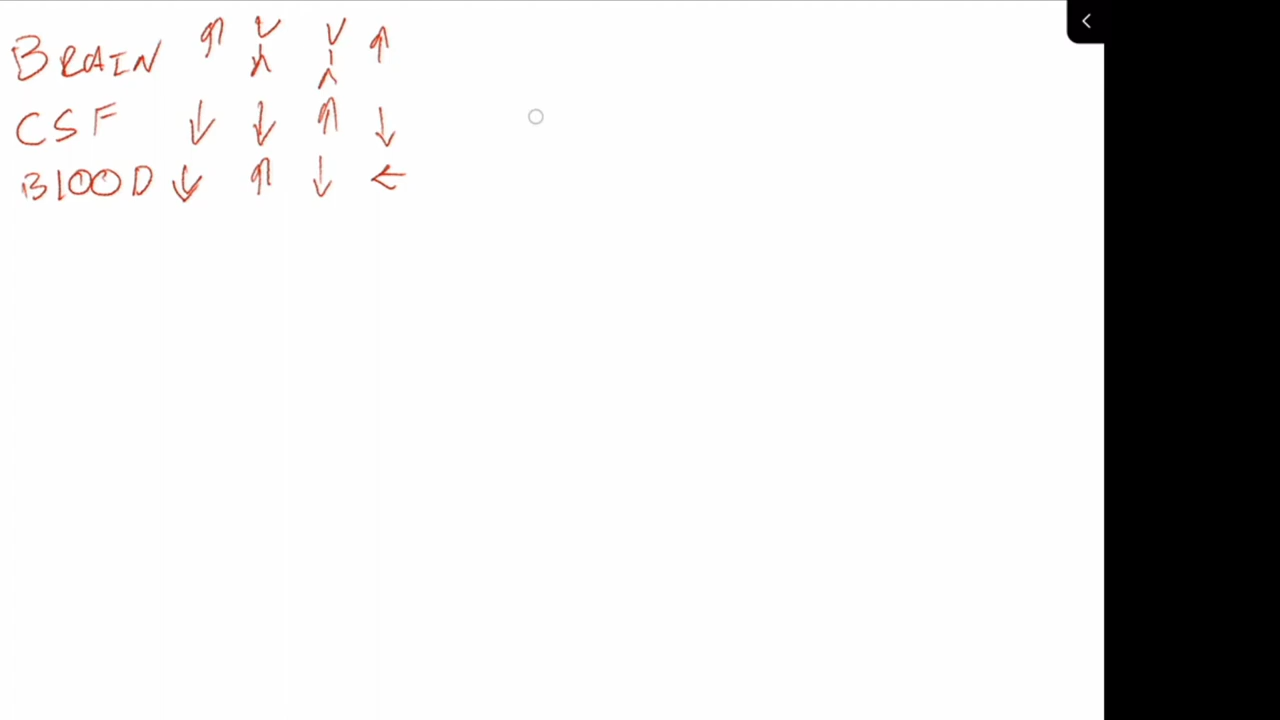 BRAIN ↑ ↓ ↓ ↑
CSF ↓ ↓ ↑ ↓
BLOOD ↓ ↑ ↓ ←